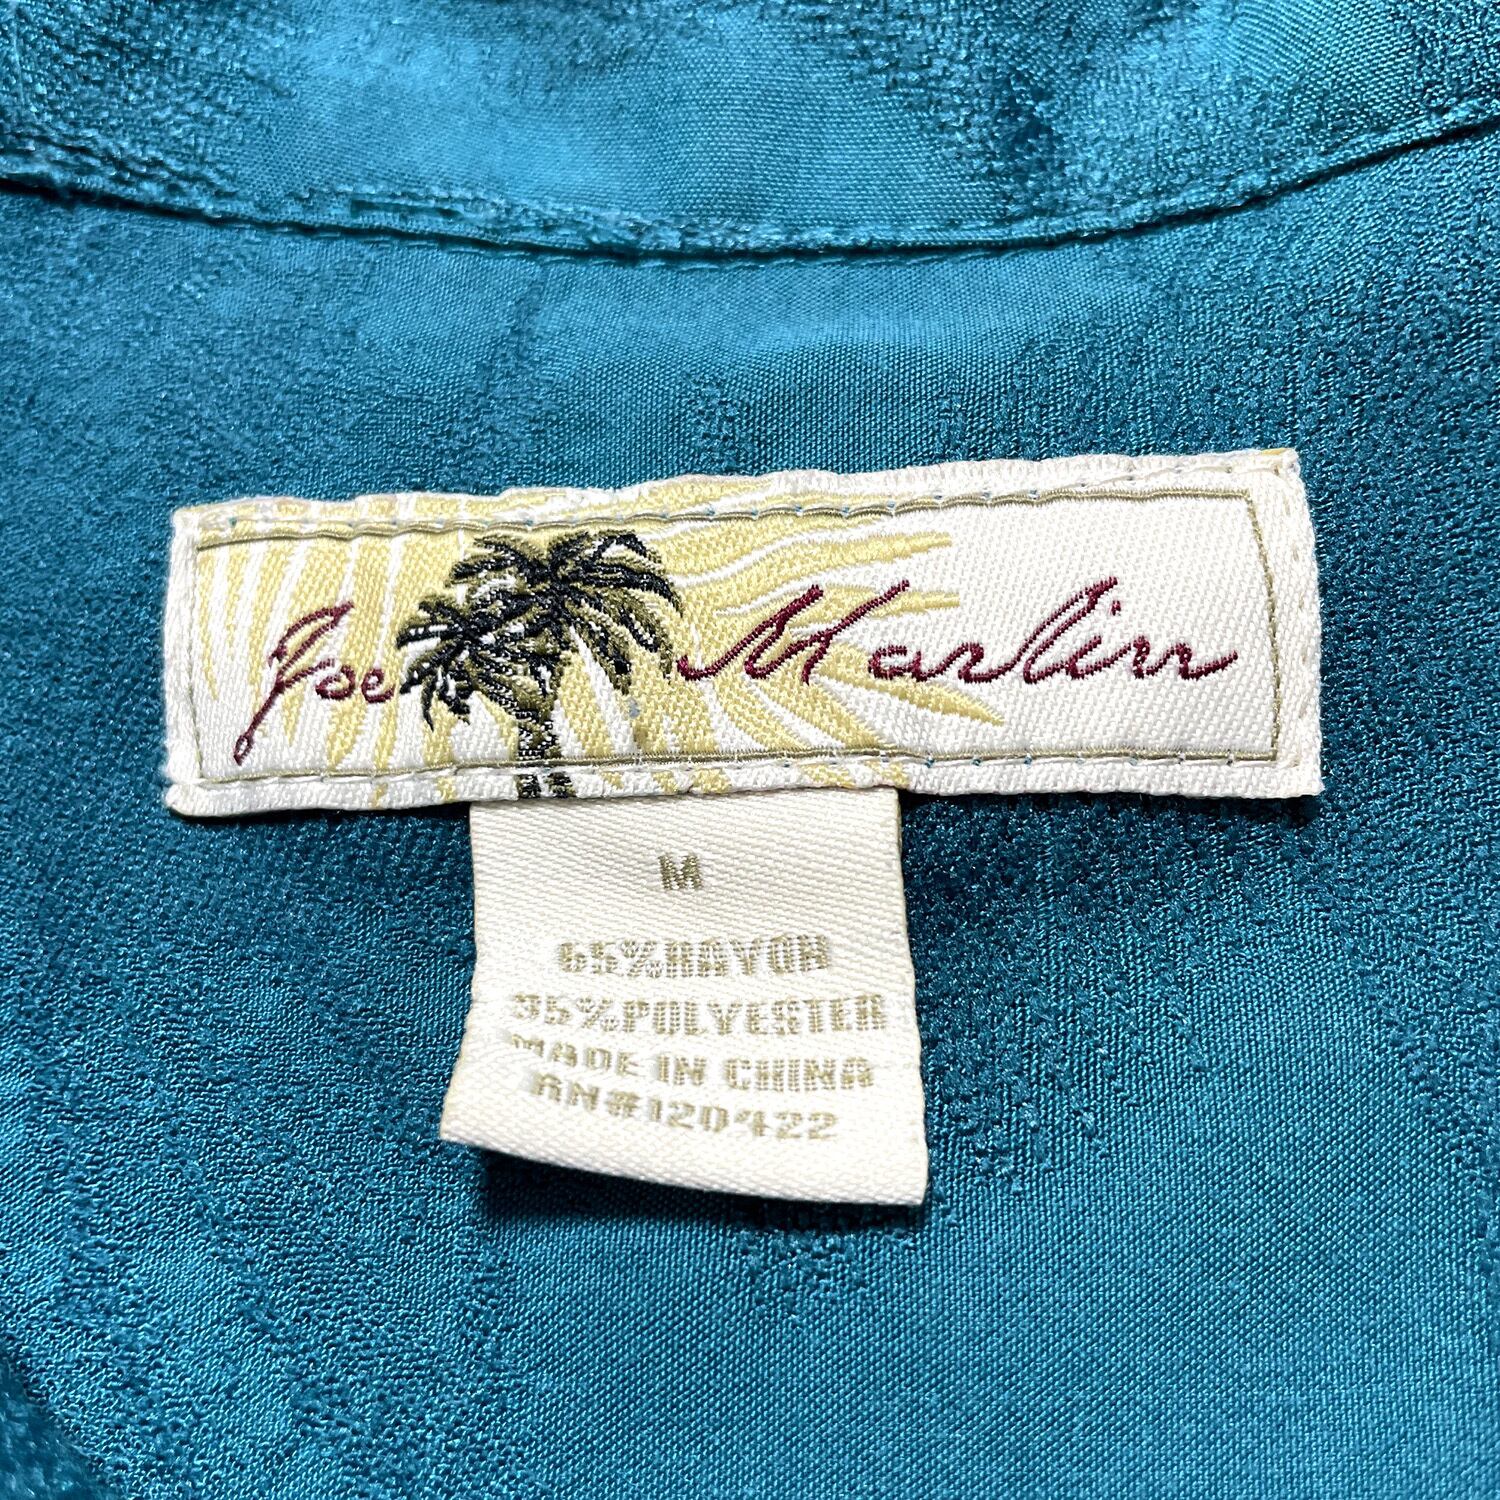 Joe Marlin
M
65%RAYON
35%POLYESTER
MADE IN CHINA
RN#120422